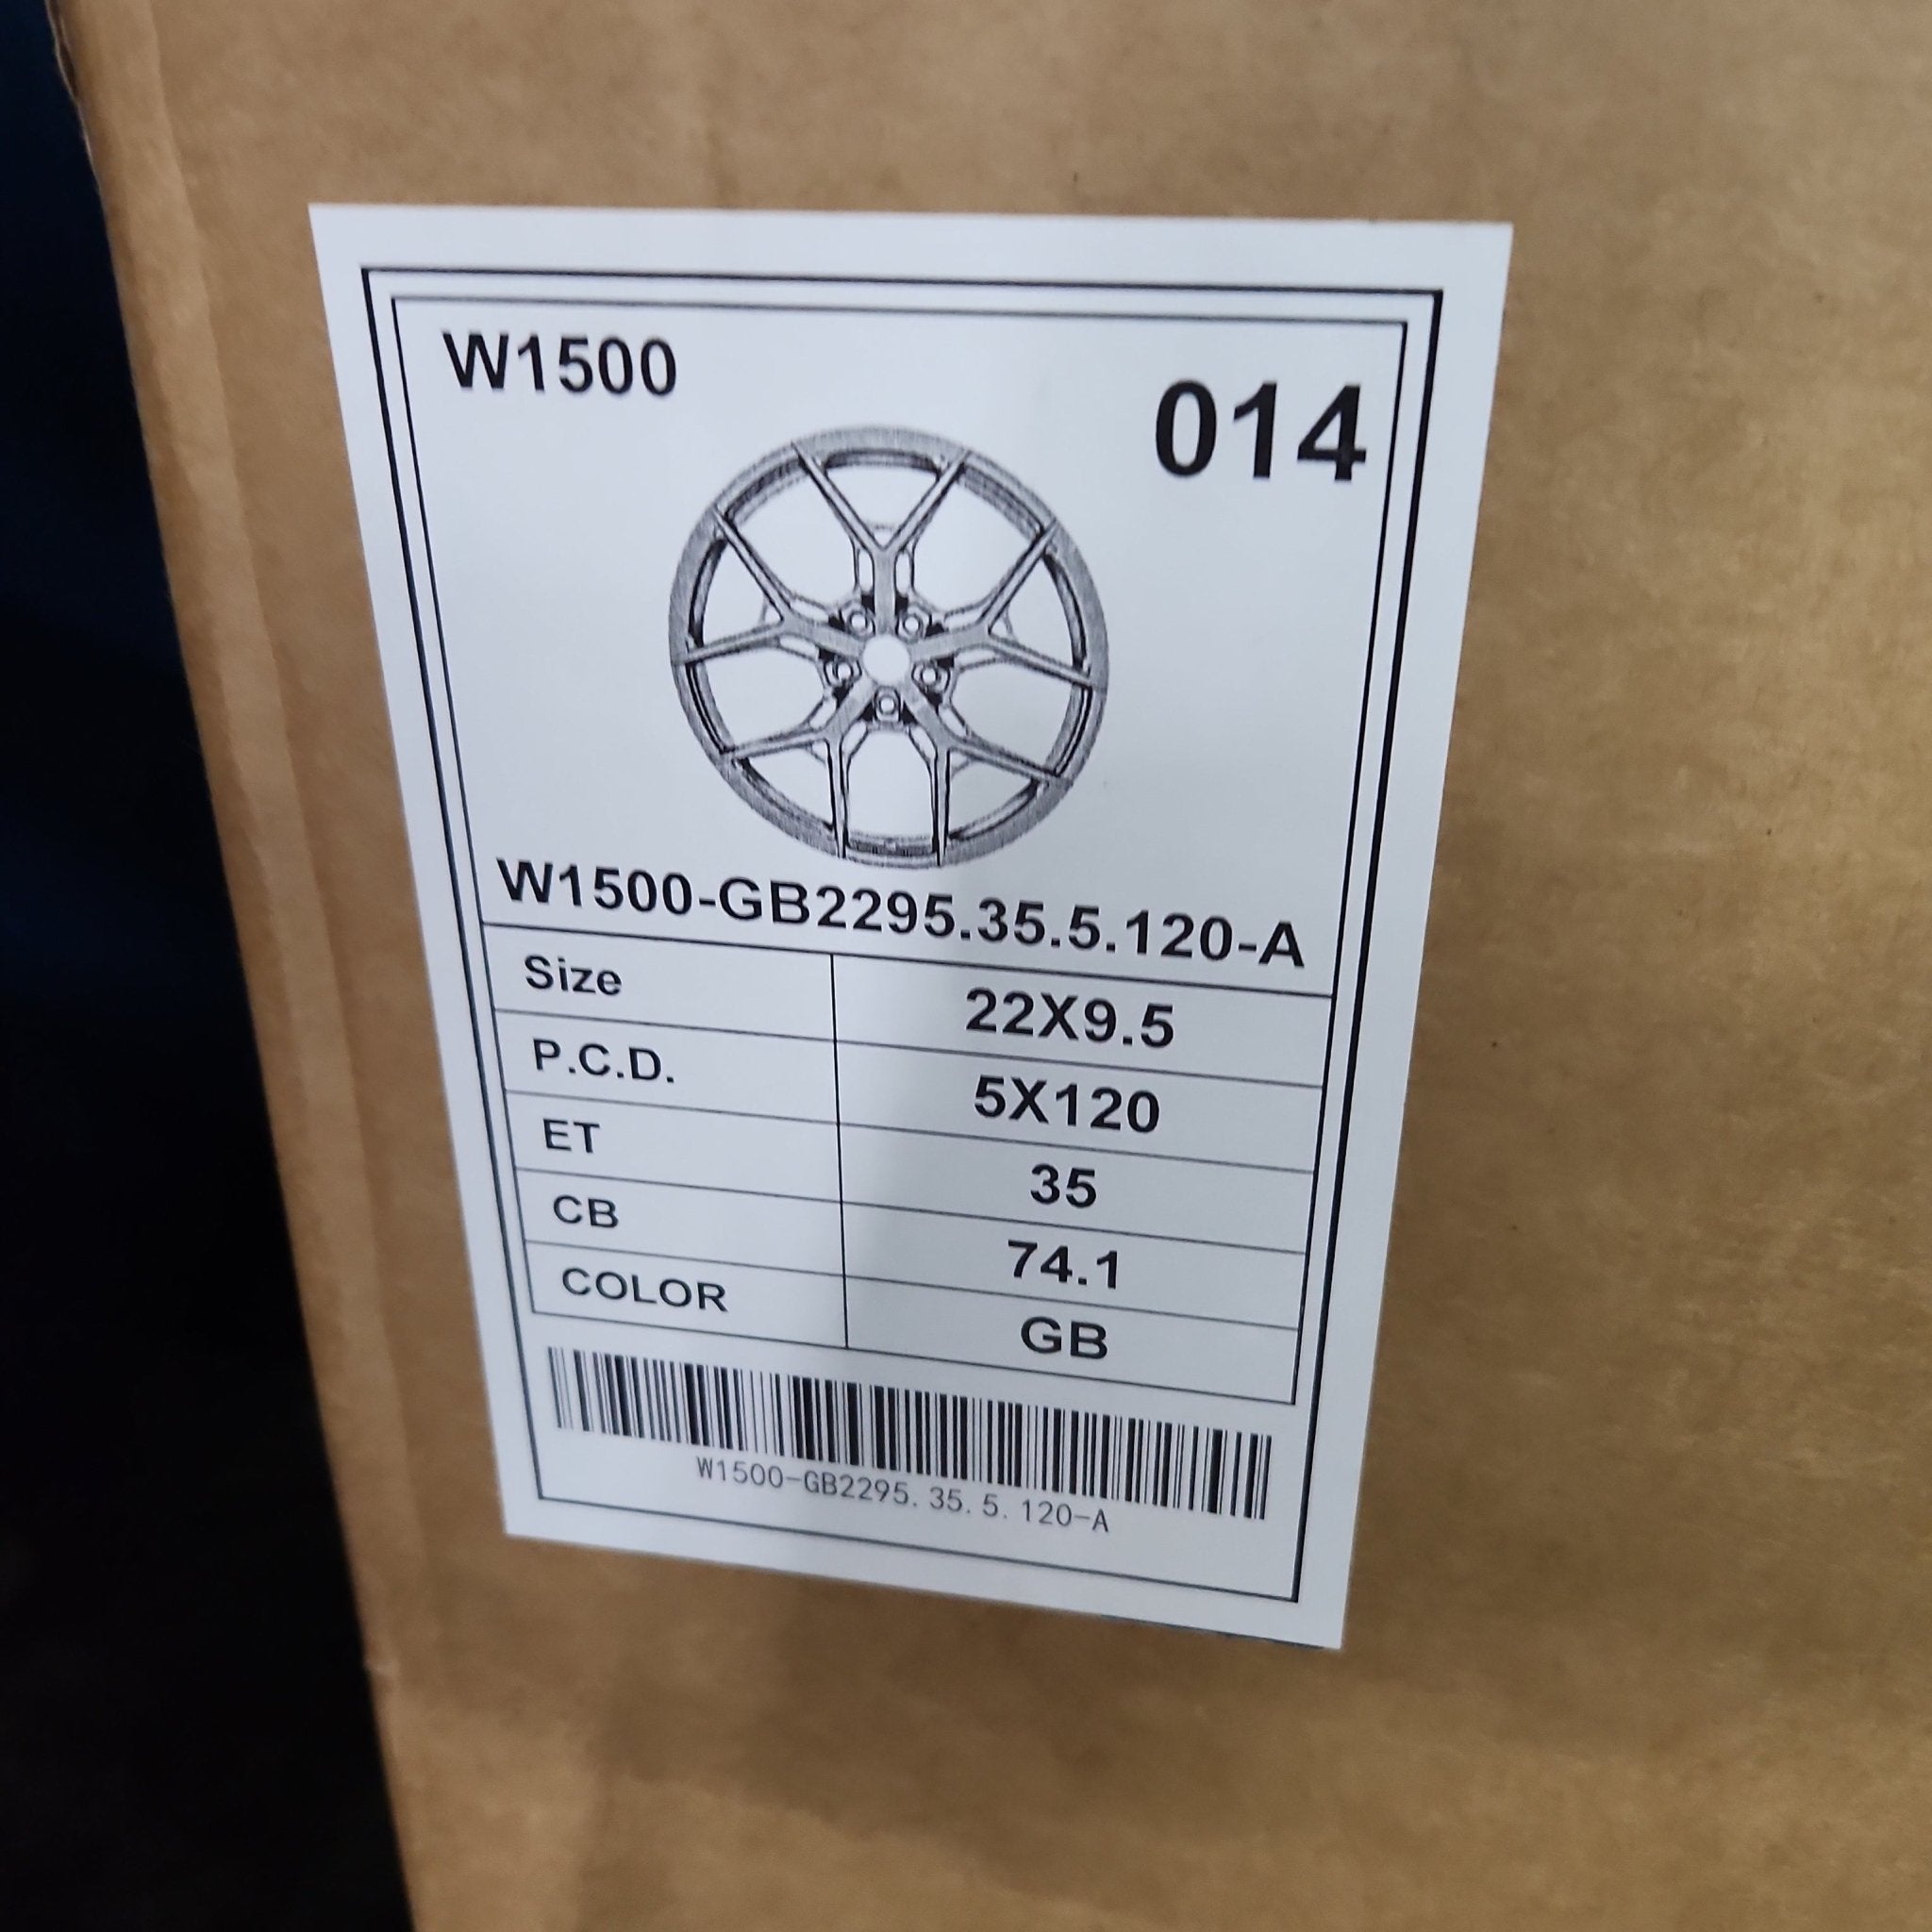 W1500
014
W1500-GB2295.35.5.120-A
Size 22X9.5
P.C.D. 5X120
ET 35
CB 74.1
COLOR GB
W1500-GB2295.35.5.120-A